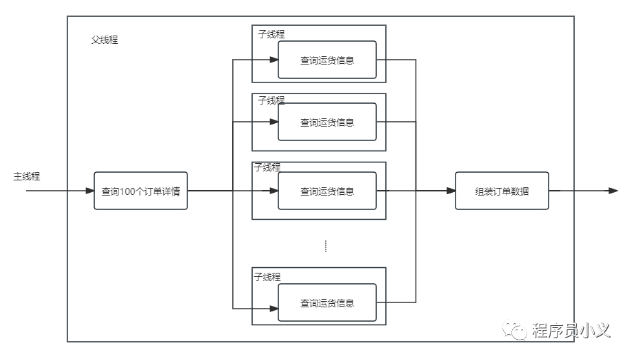 父线程
子线程
查询运货信息
子线程
查询运货信息
主线程
查询100个订单详情
子线程
查询运货信息
组装订单数据
子线程
查询运货信息
程序员小义